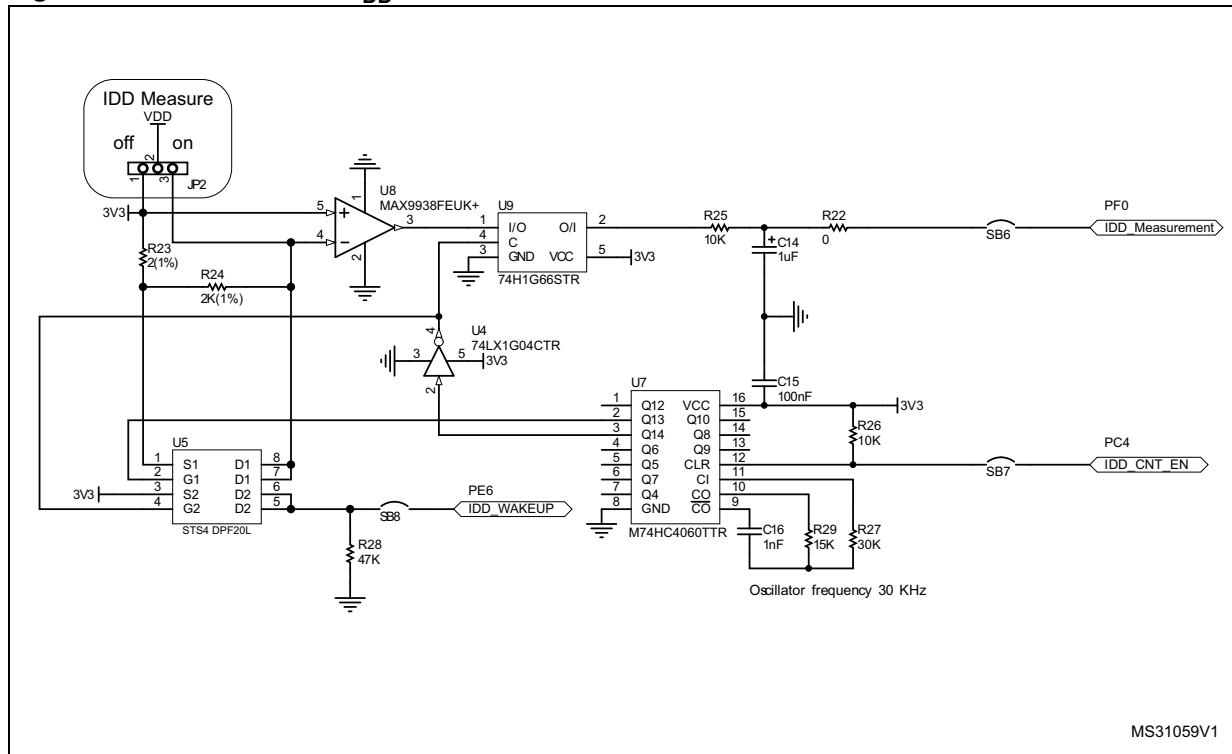 DD
IDD Measure
VDD
off on
2
1
3
JP2
3V3
R23
2(1%)
R24
2K(1%)
5
4
+
-
1
2
3
U8
MAX9938FEUK+
U9
1 I/O O/I 2
4 C
3 GND VCC 5
3V3
74H1G66STR
R25
10K
C14
1uF
+
R22
0
SB6
PF0
IDD_Measurement
4
U4
74LX1G04CTR
3 5
3V3
2
C15
100nF
U7
1 Q12 VCC 16
2 Q13 Q10 15
3 Q14 Q8 14
4 Q6 Q9 13
5 Q5 CLR 12
6 Q7 CI 11
7 Q4 CO 10
8 GND CO 9
M74HC4060TTR
3V3
R26
10K
SB7
PC4
IDD_CNT_EN
U5
1 S1 D1 8
2 G1 D1 7
3 S2 D2 6
4 G2 D2 5
3V3
STS4 DPF20L
R28
47K
SB8
PE6
IDD_WAKEUP
C16
1nF
R29
15K
R27
30K
Oscillator frequency 30 KHz
MS31059V1